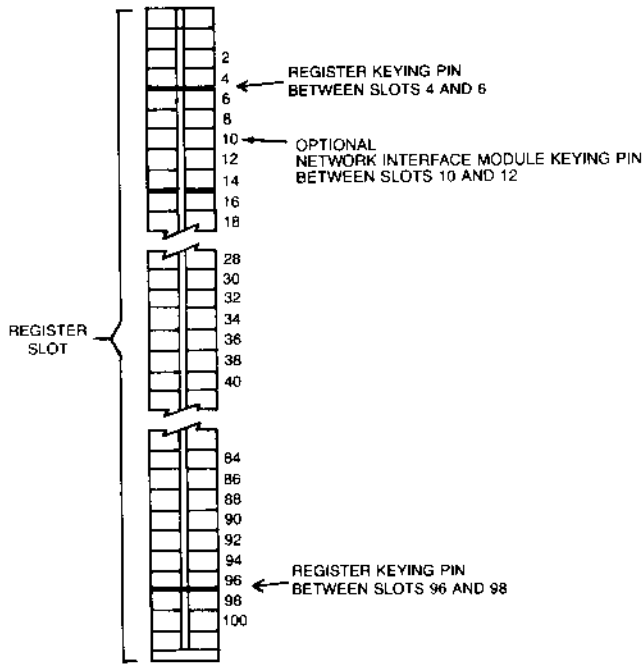 2
4
REGISTER KEYING PIN
BETWEEN SLOTS 4 AND 6
6
8
10
OPTIONAL
NETWORK INTERFACE MODULE KEYING PIN
BETWEEN SLOTS 10 AND 12
12
14
16
18
28
30
32
34
REGISTER
SLOT
36
38
40
84
86
88
90
92
94
96
REGISTER KEYING PIN
BETWEEN SLOTS 96 AND 98
98
100